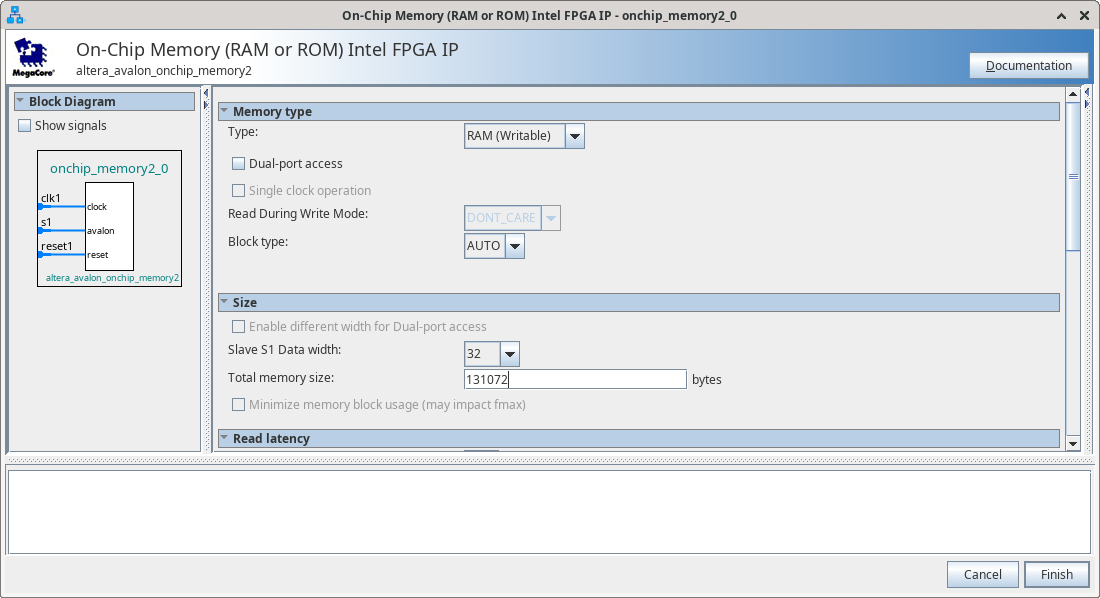 On-Chip Memory (RAM or ROM) Intel FPGA IP - onchip_memory2_0
MegaCore®
On-Chip Memory (RAM or ROM) Intel FPGA IP
altera_avalon_onchip_memory2
Documentation
Block Diagram
Show signals
onchip_memory2_0
clk1
clock
s1
avalon
reset1
reset
altera_avalon_onchip_memory2
Memory type
Type: RAM (Writable)
Dual-port access
Single clock operation
Read During Write Mode: DONT_CARE
Block type: AUTO
Size
Enable different width for Dual-port access
Slave S1 Data width: 32
Total memory size: 131072 bytes
Minimize memory block usage (may impact fmax)
Read latency
Cancel Finish